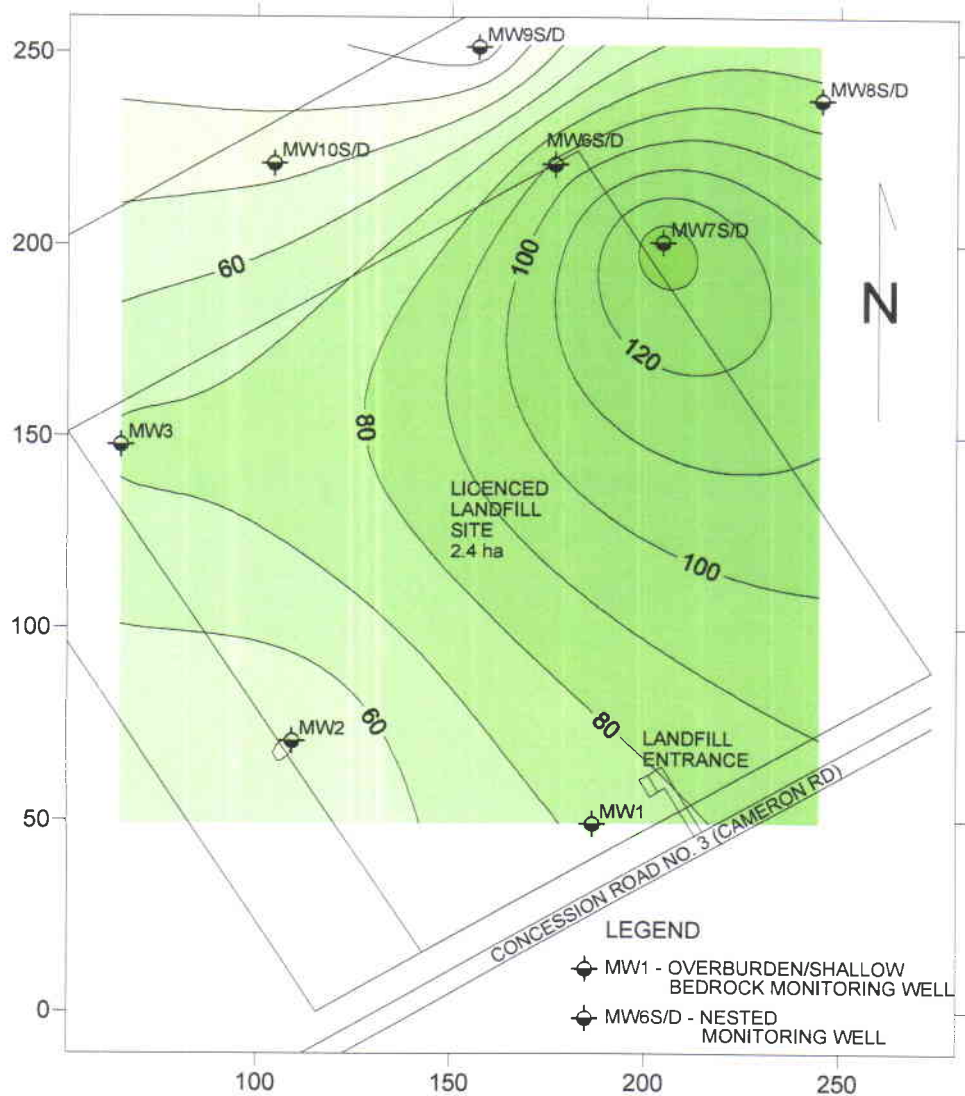 250
200
150
100
50
0
100
150
200
250
MW9S/D
MW8S/D
MW10S/D
MW6S/D
MW7S/D
60
100
120
N
80
MW3
LICENCED
LANDFILL
SITE
2.4 ha
100
MW2
60
80
LANDFILL
ENTRANCE
MW1
CONCESSION ROAD NO. 3 (CAMERON RD)
LEGEND
MW1 - OVERBURDEN/SHALLOW
BEDROCK MONITORING WELL
MW6S/D - NESTED
MONITORING WELL